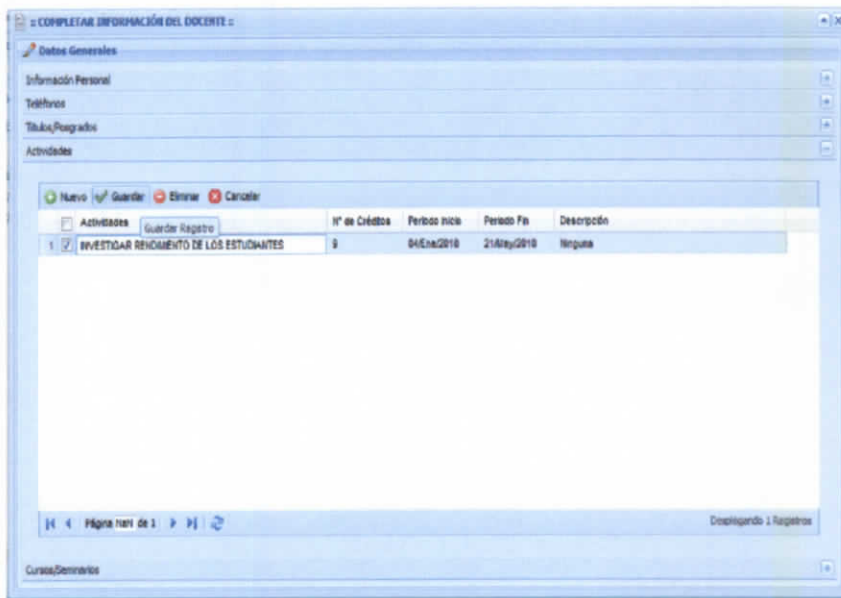 :: COMPLETAR INFORMACIÓN DEL DOCENTE ::
Datos Generales
Información Personal
Teléfonos
Títulos/Posgrados
Actividades
Nuevo Guardar Eliminar Cancelar
Actividades N° de Créditos Periodo Inicio Periodo Fin Descripción
Guardar Registro
1 INVESTIGAR RENDIMIENTO DE LOS ESTUDIANTES 9 04/Ene/2010 21/May/2010 Ninguna
Página NaN de 1 Desplegando 1 Registros
Cursos/Seminarios